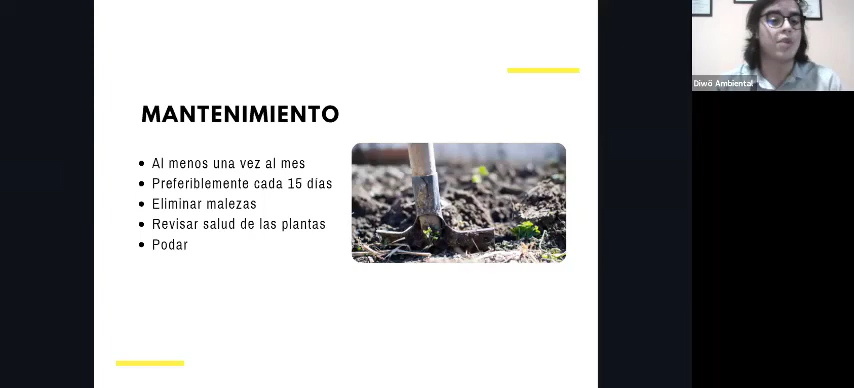 MANTENIMIENTO
Al menos una vez al mes
Preferiblemente cada 15 días
Eliminar malezas
Revisar salud de las plantas
Podar
Diwö Ambiental